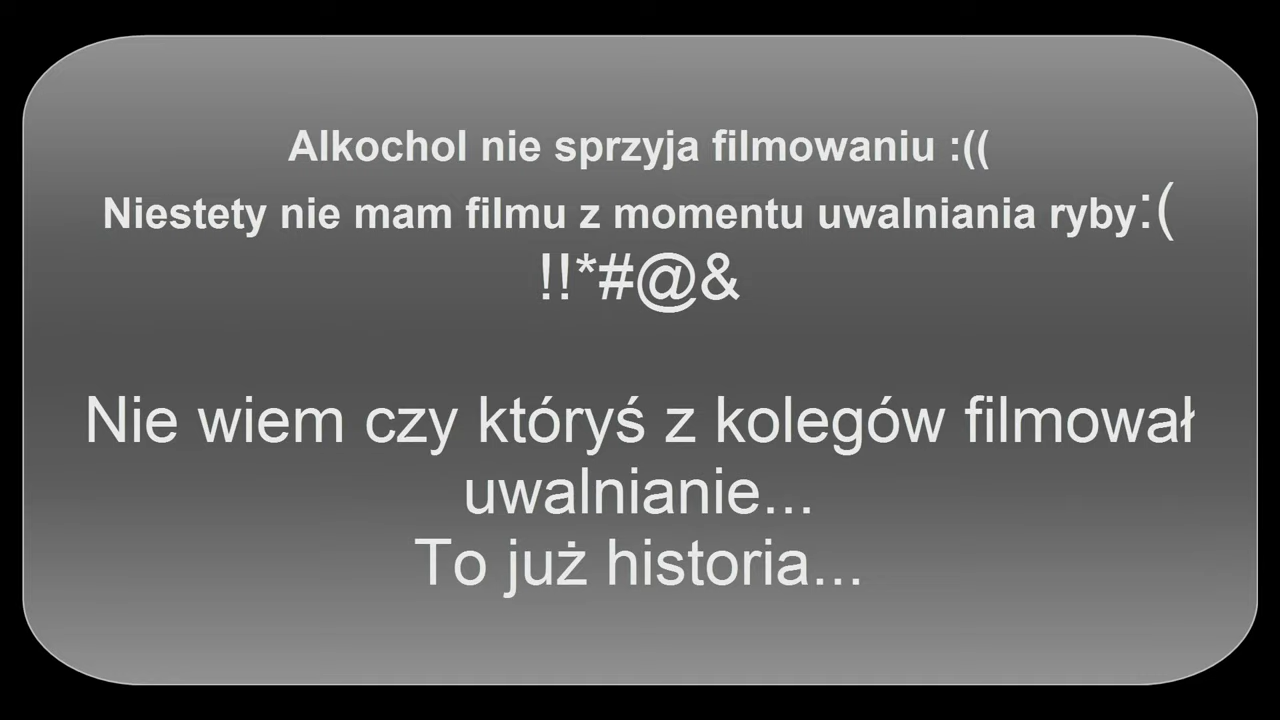 Alkochol nie sprzyja filmowaniu :((
Niestety nie mam filmu z momentu uwalniania ryby:(
!!*#@&
Nie wiem czy któryś z kolegów filmował
uwalnianie...
To już historia...